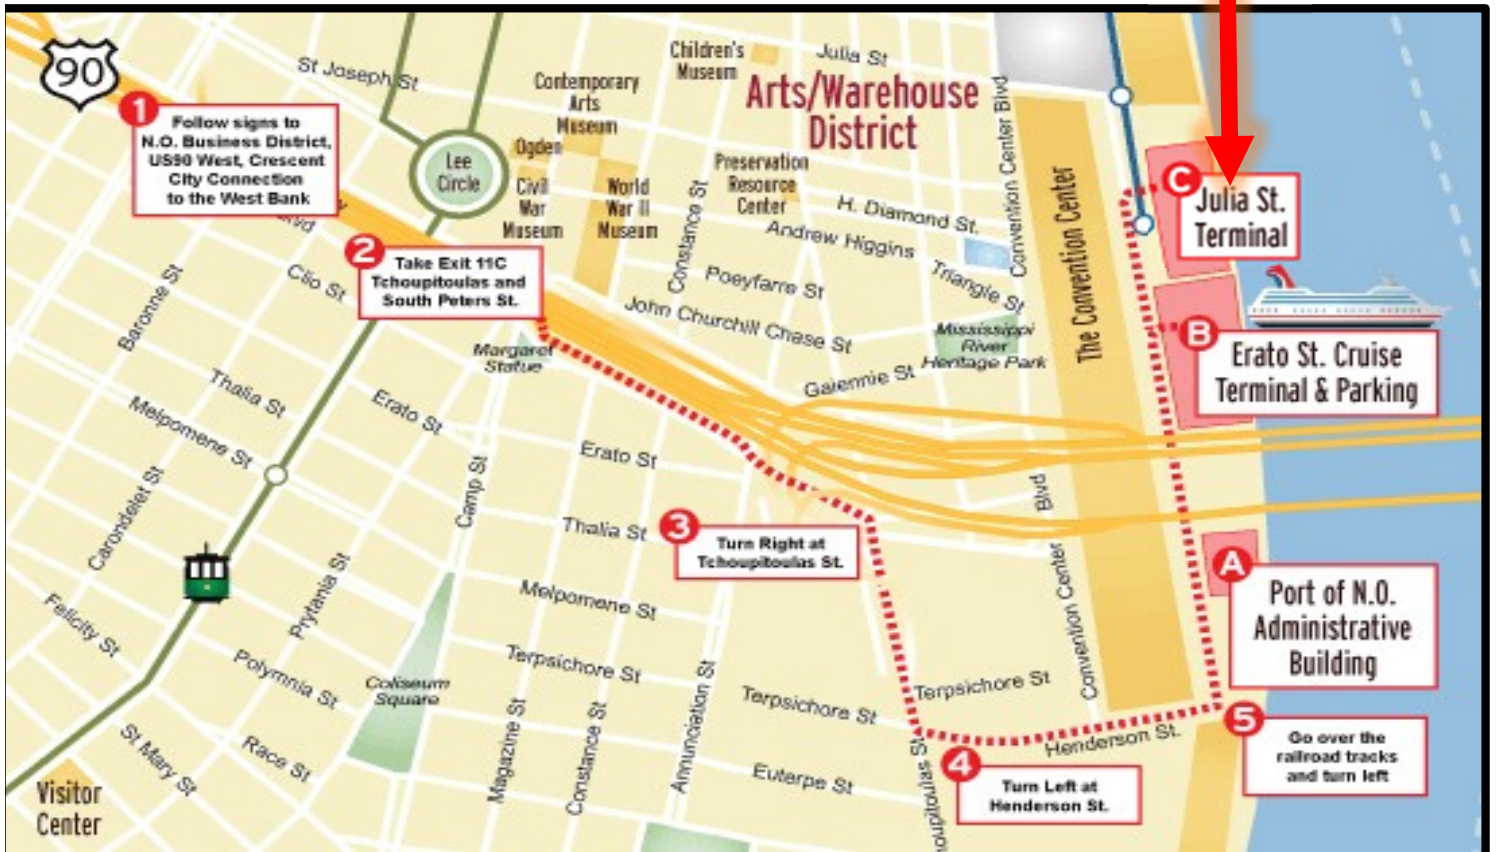 90
St Joseph St
Children's
Museum
Julia St
Contemporary
Arts
Museum
Arts/Warehouse
District
Convention Center Blvd
1
Follow signs to
N.O. Business District,
US90 West, Crescent
City Connection
to the West Bank
Lee
Circle
Ogden
Civil
War
Museum
World
War II
Museum
Preservation
Resource
Center
Constance St
H. Diamond St.
Andrew Higgins
Triangle St
The Convention Center
C
Julia St.
Terminal
2
Take Exit 11C
Tchoupitoulas and
South Peters St.
Clio St
Baronne St
Poeyfarre St
John Churchill Chase St
Mississippi
River
Heritage Park
Gaiennie St
B
Erato St. Cruise
Terminal & Parking
Margaret
Statue
Thalia St
Melpomene St
Erato St
Erato St
Camp St
Carondelet St
Thalia St
3
Turn Right at
Tchoupitoulas St.
Blvd
Convention Center
A
Port of N.O.
Administrative
Building
Felicity St
Prytania St
Melpomene St
Polymnia St
Coliseum
Square
Terpsichore St
Terpsichore St
Terpsichore St
Annunciation St
Magazine St
Constance St
St Mary St
Race St
Euterpe St
Henderson St.
4
Turn Left at
Henderson St.
5
Go over the
railroad tracks
and turn left
Visitor
Center